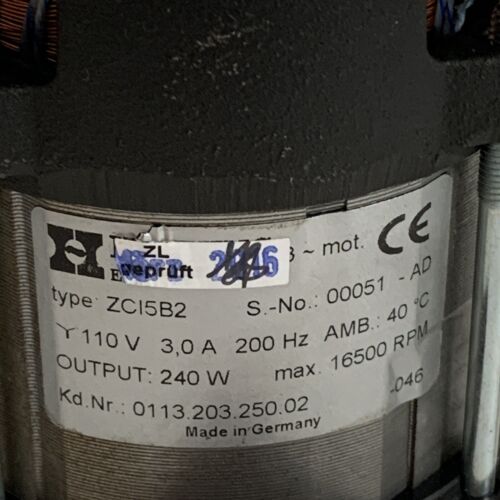 ZL
geprüft
3 ~ mot. CE
type: ZCI5B2 S.-No.: 00051 - AD
Y 110 V 3,0 A 200 Hz AMB.: 40 °C
OUTPUT: 240 W max. 16500 RPM
Kd.Nr.: 0113.203.250.02 .046
Made in Germany